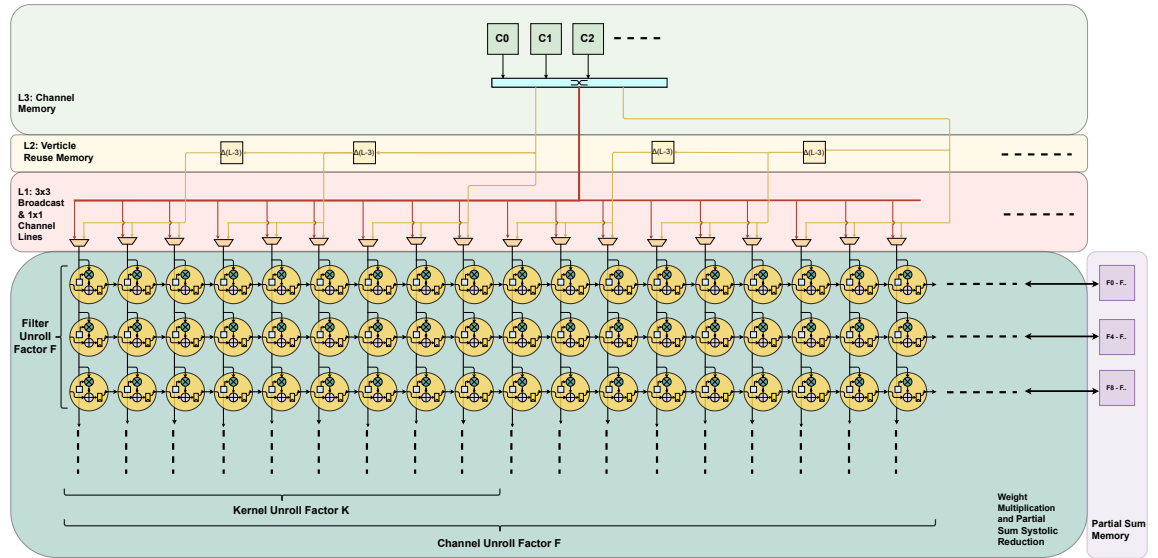 C0 C1 C2
L3: Channel
Memory
L2: Verticle
Reuse Memory
Δ(L-3) Δ(L-3) Δ(L-3) Δ(L-3)
L1: 3x3
Broadcast
& 1x1
Channel
Lines
Filter
Unroll
Factor F
F0 - F..
F4 - F..
F8 - F..
Kernel Unroll Factor K
Channel Unroll Factor F
Weight
Multiplication
and Partial
Sum Systolic
Reduction
Partial Sum
Memory